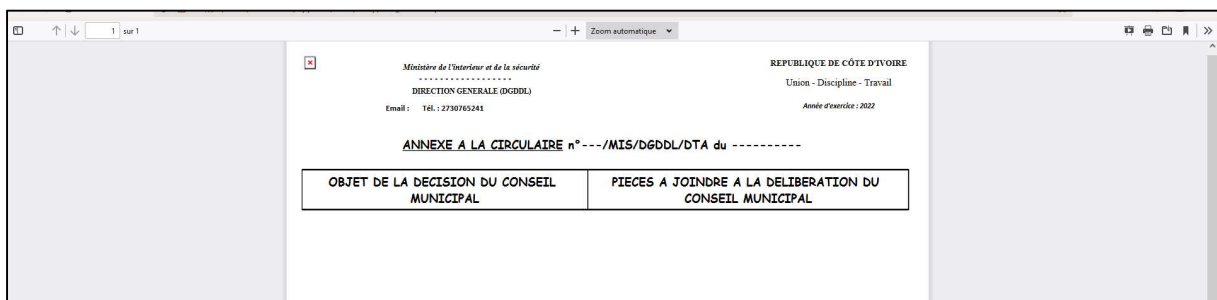 1 sur 1
Zoom automatique
Ministère de l'interieur et de la sécurité
- - - - - - - - - - - - - - - - - -
DIRECTION GENERALE (DGDDL)
Email : Tél. : 2730765241
REPUBLIQUE DE CÔTE D'IVOIRE
Union - Discipline - Travail
Année d'exercice : 2022
ANNEXE A LA CIRCULAIRE n°---/MIS/DGDDL/DTA du ----------
OBJET DE LA DECISION DU CONSEIL
MUNICIPAL
PIECES A JOINDRE A LA DELIBERATION DU
CONSEIL MUNICIPAL